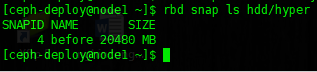 [ceph-deploy@node1 ~]$ rbd snap ls hdd/hyper
SNAPID NAME       SIZE
     4 before 20480 MB
[ceph-deploy@node1 ~]$